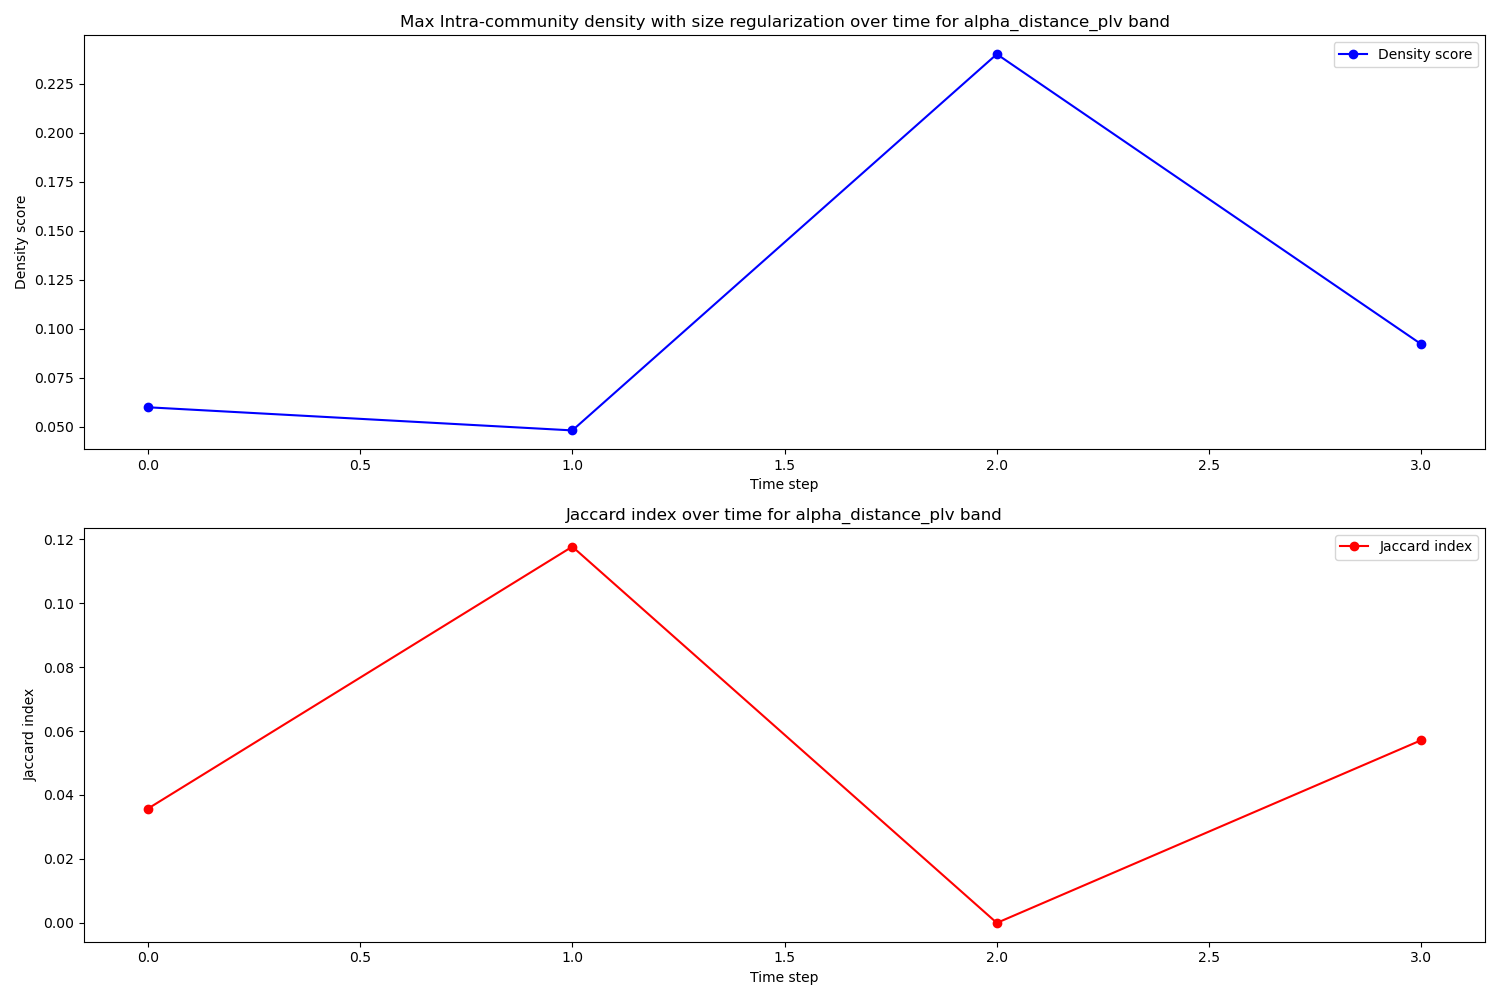 Max Intra-community density with size regularization over time for alpha_distance_plv band
Density score
0.225
0.200
0.175
0.150
0.125
0.100
0.075
0.050
Density score
0.0 0.5 1.0 1.5 2.0 2.5 3.0
Time step
Jaccard index over time for alpha_distance_plv band
Jaccard index
0.12
0.10
0.08
0.06
0.04
0.02
0.00
Jaccard index
0.0 0.5 1.0 1.5 2.0 2.5 3.0
Time step